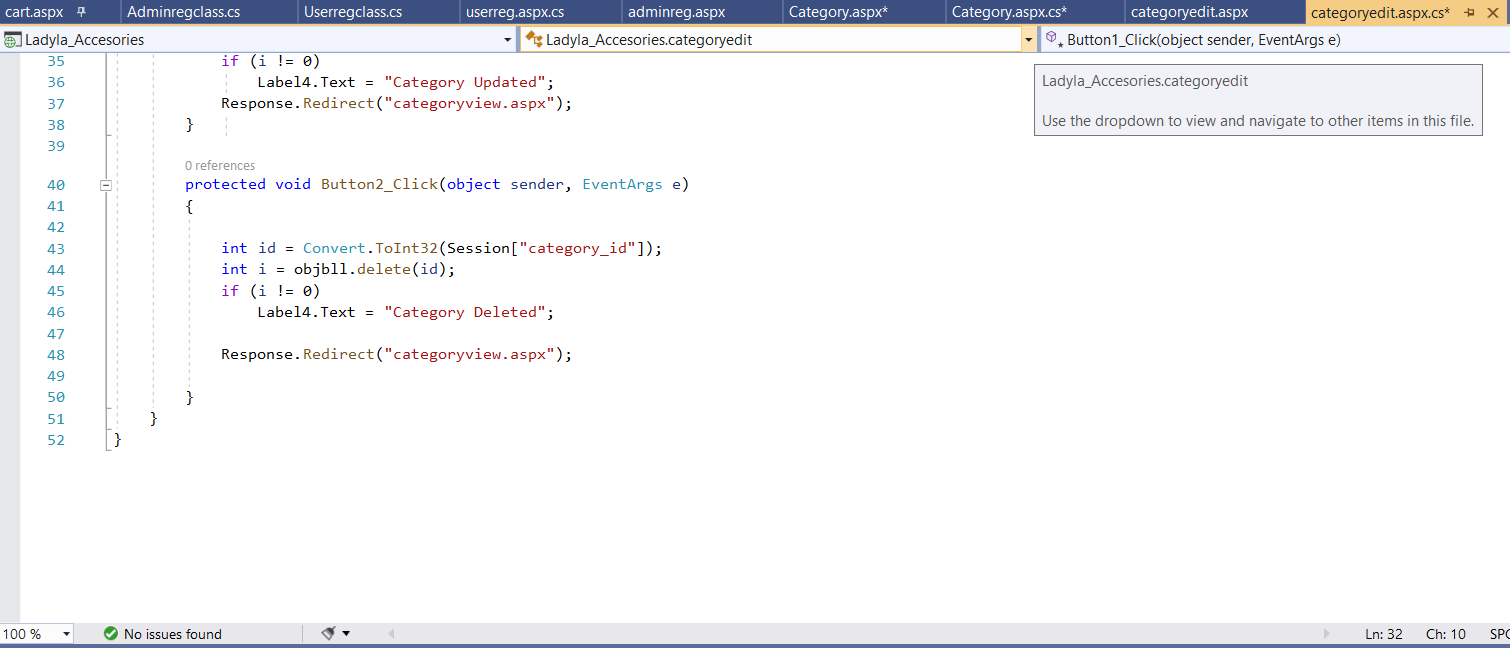 cart.aspx Adminregclass.cs Userregclass.cs userreg.aspx.cs adminreg.aspx Category.aspx* Category.aspx.cs* categoryedit.aspx categoryedit.aspx.cs*
Ladyla_Accesories Ladyla_Accesories.categoryedit Button1_Click(object sender, EventArgs e)
Ladyla_Accesories.categoryedit
Use the dropdown to view and navigate to other items in this file.
35 if (i != 0)
36 Label4.Text = "Category Updated";
37 Response.Redirect("categoryview.aspx");
38 }
39
0 references
40 protected void Button2_Click(object sender, EventArgs e)
41 {
42
43 int id = Convert.ToInt32(Session["category_id"]);
44 int i = objbll.delete(id);
45 if (i != 0)
46 Label4.Text = "Category Deleted";
47
48 Response.Redirect("categoryview.aspx");
49
50 }
51 }
52 }
100 % No issues found Ln: 32 Ch: 10 SPC